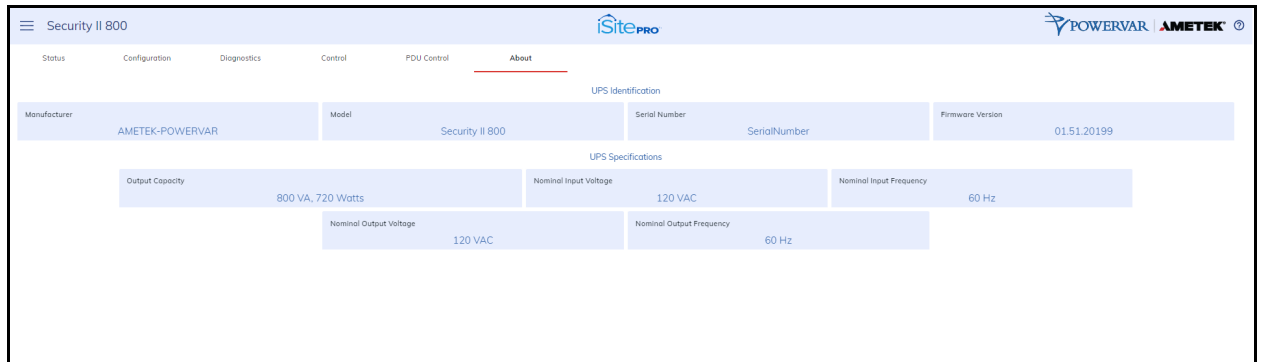 Security II 800
iSite PRO
POWERVAR AMETEK®
Status Configuration Diagnostics Control PDU Control About
UPS Identification
Manufacturer Model Serial Number Firmware Version
AMETEK-POWERVAR Security II 800 SerialNumber 01.51.20199
UPS Specifications
Output Capacity Nominal Input Voltage Nominal Input Frequency
800 VA, 720 Watts 120 VAC 60 Hz
Nominal Output Voltage Nominal Output Frequency
120 VAC 60 Hz